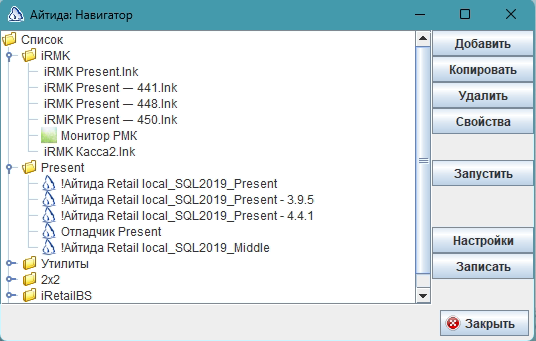 Айтида: Навигатор
Список
iRMK
iRMK Present.lnk
iRMK Present — 441.lnk
iRMK Present — 448.lnk
iRMK Present — 450.lnk
Монитор РМК
iRMK Касса2.lnk
Present
!Айтида Retail local_SQL2019_Present
!Айтида Retail local_SQL2019_Present - 3.9.5
!Айтида Retail local_SQL2019_Present - 4.4.1
Отладчик Present
!Айтида Retail local_SQL2019_Middle
Утилиты
2x2
iRetailBS
Добавить
Копировать
Удалить
Свойства
Запустить
Настройки
Записать
Закрыть